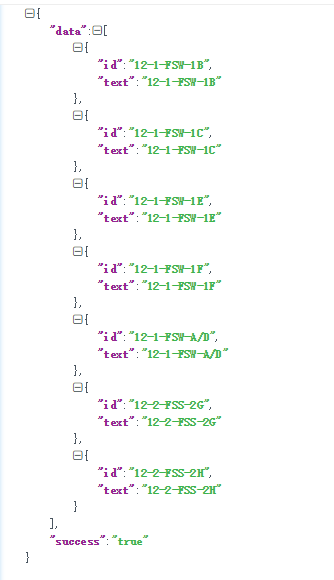 {
"data":[
{
"id":"12-1-FSW-1B",
"text":"12-1-FSW-1B"
},
{
"id":"12-1-FSW-1C",
"text":"12-1-FSW-1C"
},
{
"id":"12-1-FSW-1E",
"text":"12-1-FSW-1E"
},
{
"id":"12-1-FSW-1F",
"text":"12-1-FSW-1F"
},
{
"id":"12-1-FSW-A/D",
"text":"12-1-FSW-A/D"
},
{
"id":"12-2-FSS-2G",
"text":"12-2-FSS-2G"
},
{
"id":"12-2-FSS-2H",
"text":"12-2-FSS-2H"
}
],
"success":"true"
}